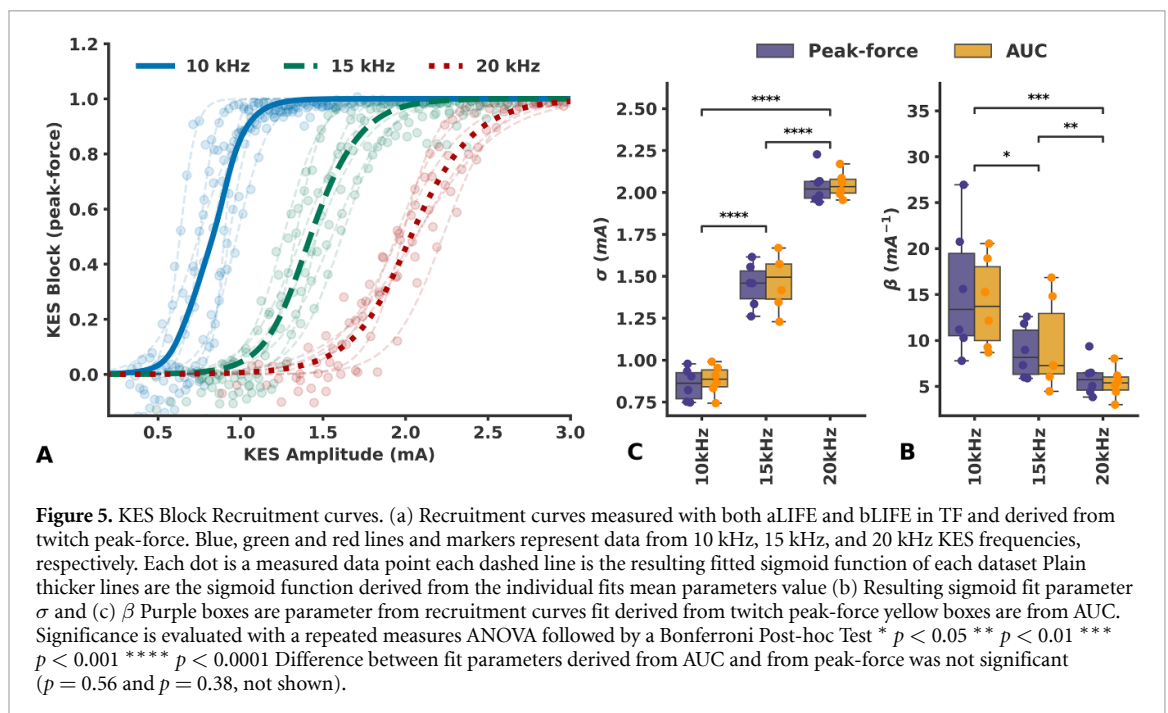 1.2
1.0
0.8
0.6
0.4
0.2
0.0
KES Block (peak-force)
10 kHz
15 kHz
20 kHz
0.5
1.0
1.5
2.0
2.5
3.0
KES Amplitude (mA)
A
Peak-force
AUC
2.50
2.25
2.00
1.75
1.50
1.25
1.00
0.75
σ (mA)
****
****
****
10kHz
15kHz
20kHz
C
35
30
25
20
15
10
5
β (mA⁻¹)
***
**
*
10kHz
15kHz
20kHz
B
Figure 5. KES Block Recruitment curves. (a) Recruitment curves measured with both aLIFE and bLIFE in TF and derived from
twitch peak-force. Blue, green and red lines and markers represent data from 10 kHz, 15 kHz, and 20 kHz KES frequencies,
respectively. Each dot is a measured data point each dashed line is the resulting fitted sigmoid function of each dataset Plain
thicker lines are the sigmoid function derived from the individual fits mean parameters value (b) Resulting sigmoid fit parameter
σ and (c) β Purple boxes are parameter from recruitment curves fit derived from twitch peak-force yellow boxes are from AUC.
Significance is evaluated with a repeated measures ANOVA followed by a Bonferroni Post-hoc Test * p < 0.05 ** p < 0.01 ***
p < 0.001 **** p < 0.0001 Difference between fit parameters derived from AUC and from peak-force was not significant
(p = 0.56 and p = 0.38, not shown).